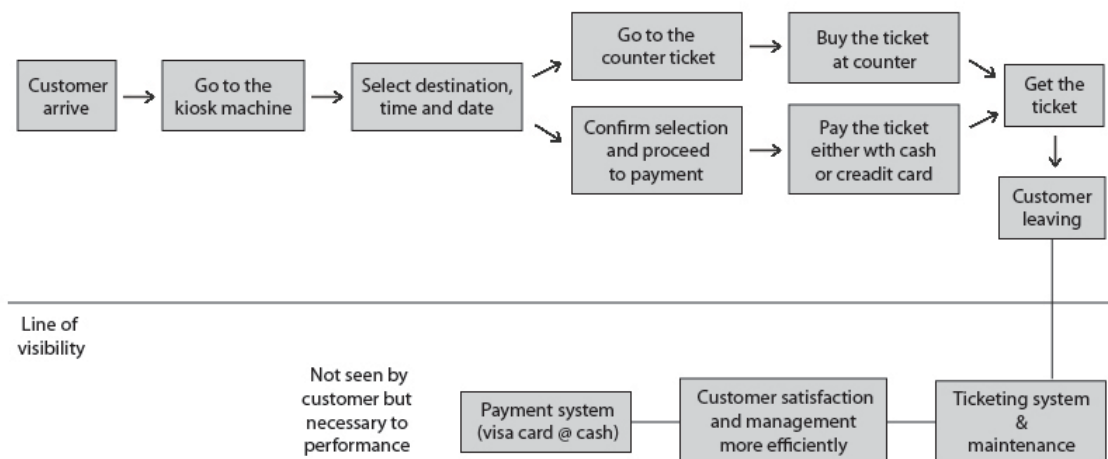 Customer
arrive
Go to the
kiosk machine
Select destination,
time and date
Go to the
counter ticket
Buy the ticket
at counter
Confirm selection
and proceed
to payment
Pay the ticket
either wth cash
or creadit card
Get the
ticket
Customer
leaving
Line of
visibility
Not seen by
customer but
necessary to
performance
Payment system
(visa card @ cash)
Customer satisfaction
and management
more efficiently
Ticketing system
&
maintenance